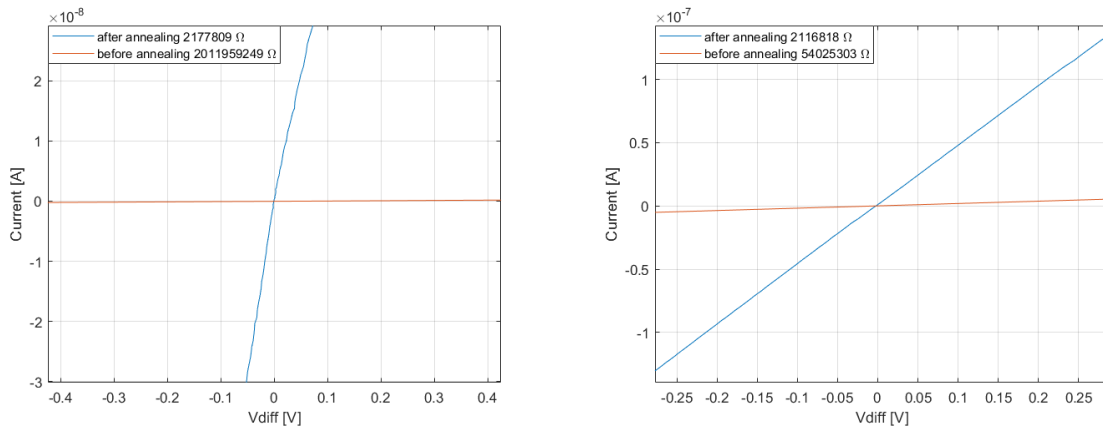 ×10⁻⁸
after annealing 2177809 Ω
before annealing 2011959249 Ω
2
1
0
-1
-2
-3
Current [A]
-0.4 -0.3 -0.2 -0.1 0 0.1 0.2 0.3 0.4
Vdiff [V]
×10⁻⁷
after annealing 2116818 Ω
before annealing 54025303 Ω
1
0.5
0
-0.5
-1
Current [A]
-0.25 -0.2 -0.15 -0.1 -0.05 0 0.05 0.1 0.15 0.2 0.25
Vdiff [V]